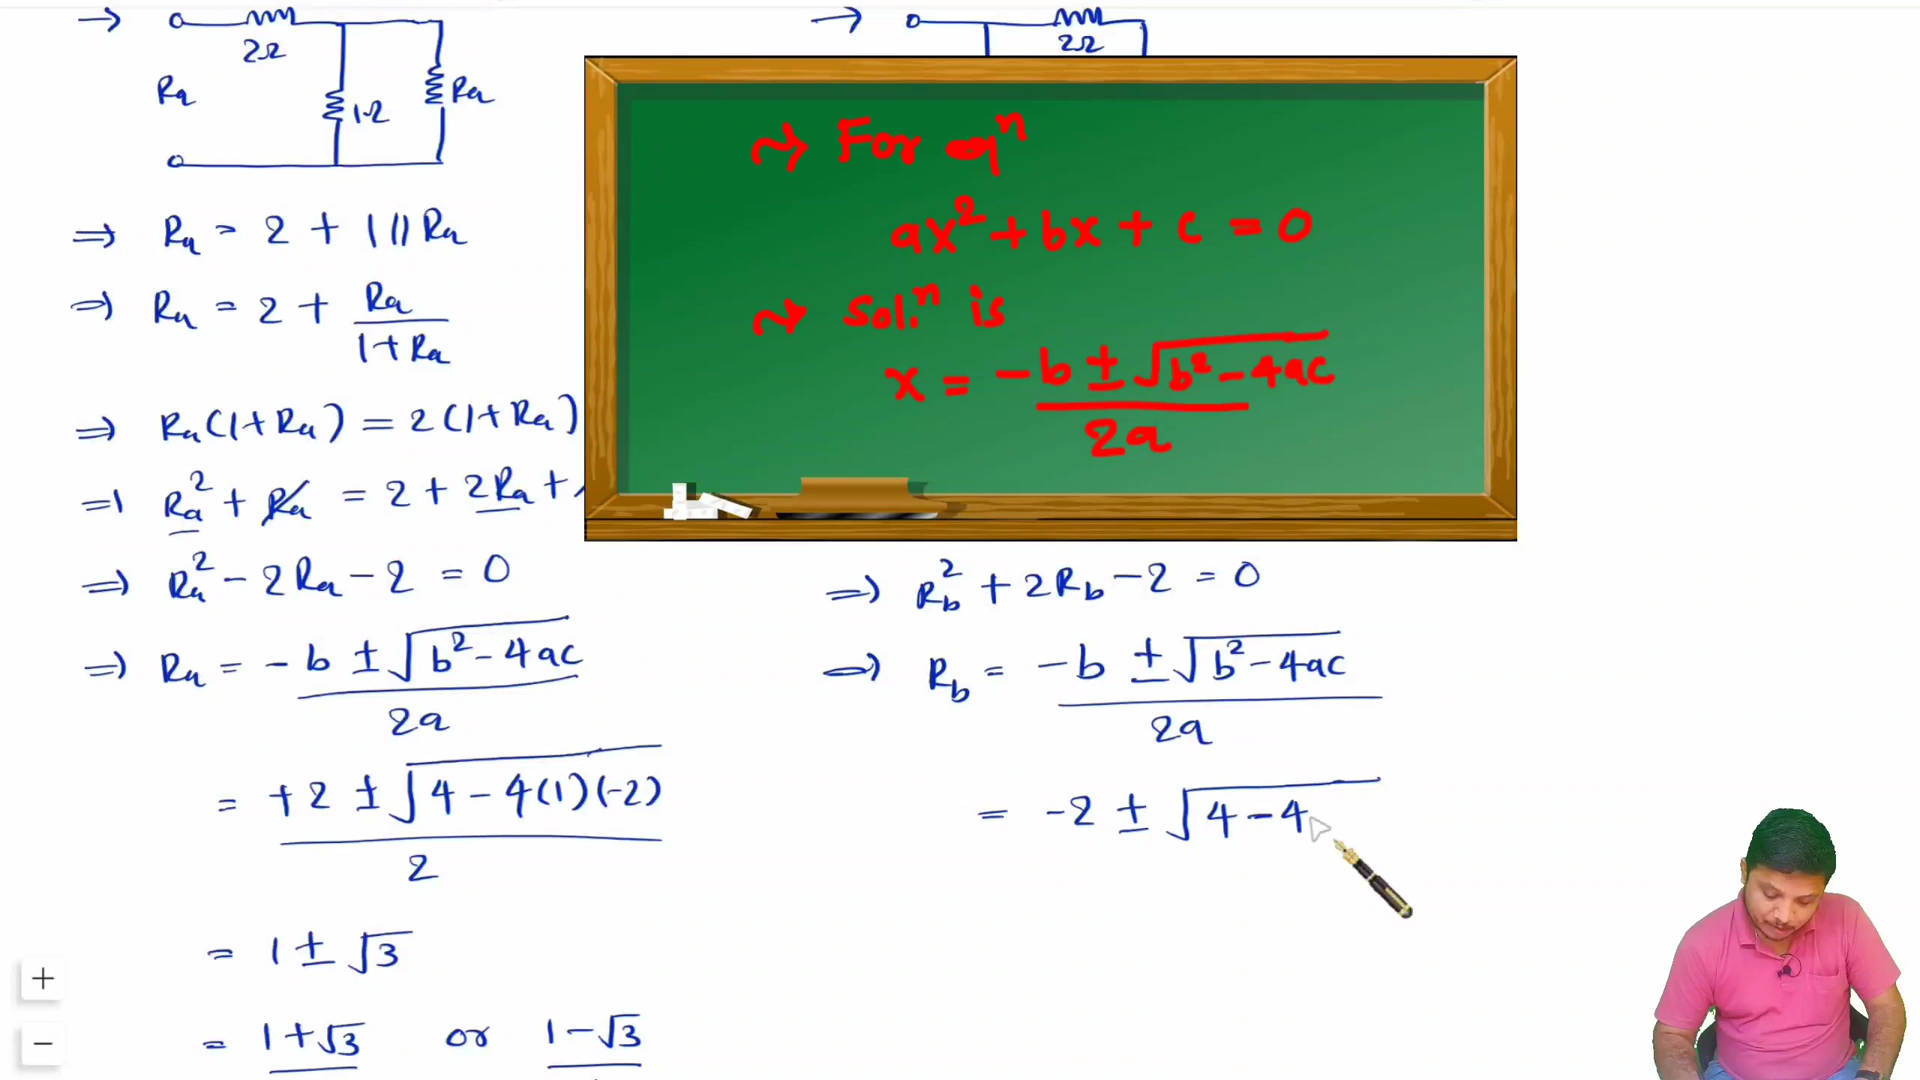 → 2Ω
Ra 1Ω Ra
⇒ Ra = 2 + 1 || Ra
⇒ Ra = 2 + Ra / 1+Ra
⇒ Ra(1+Ra) = 2(1+Ra)
⇒ Ra² + Ra = 2 + 2Ra +
⇒ Ra² - 2Ra - 2 = 0
⇒ Ra = -b ± √b² - 4ac / 2a
= +2 ± √4 - 4(1)(-2) / 2
= 1 ± √3
= 1+√3 or 1-√3
→ 2Ω
↝ For eqⁿ
ax² + bx + c = 0
↝ Sol.ⁿ is
x = -b ± √b² - 4ac / 2a
⇒ Rb² + 2Rb - 2 = 0
⇒ Rb = -b ± √b² - 4ac / 2a
= -2 ± √4 - 4
+
−